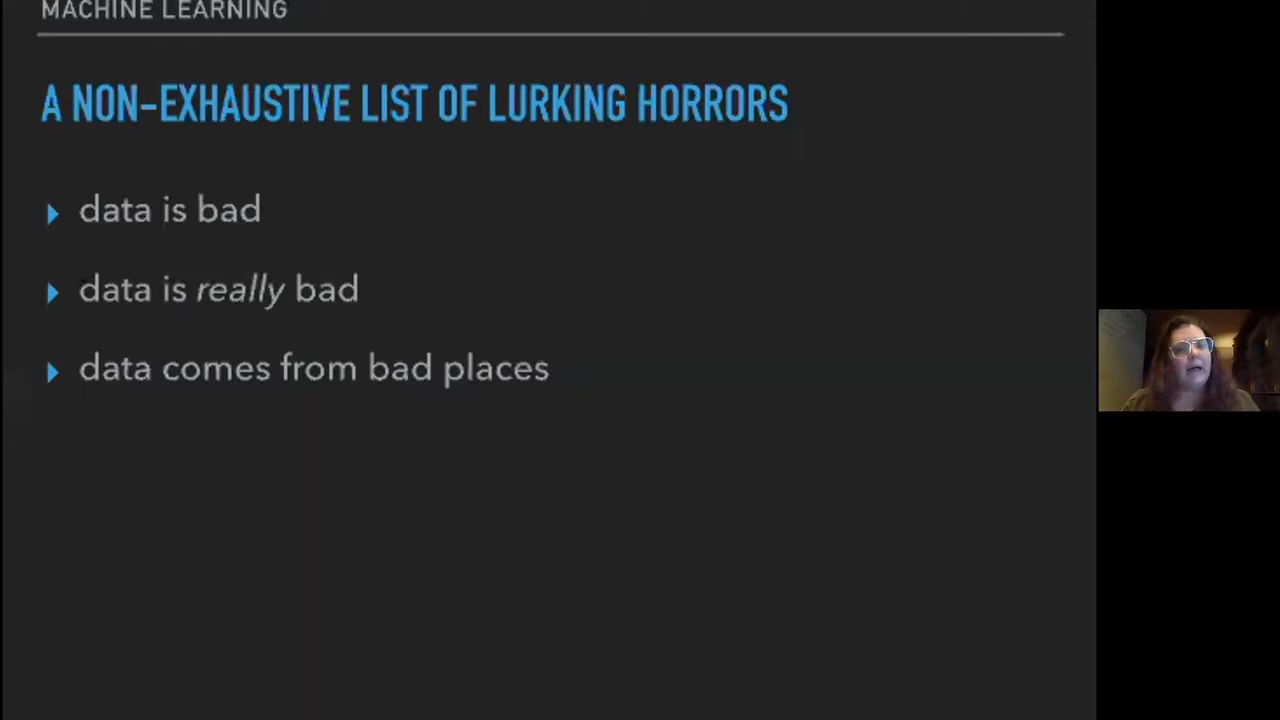 MACHINE LEARNING
A NON-EXHAUSTIVE LIST OF LURKING HORRORS
data is bad
data is really bad
data comes from bad places